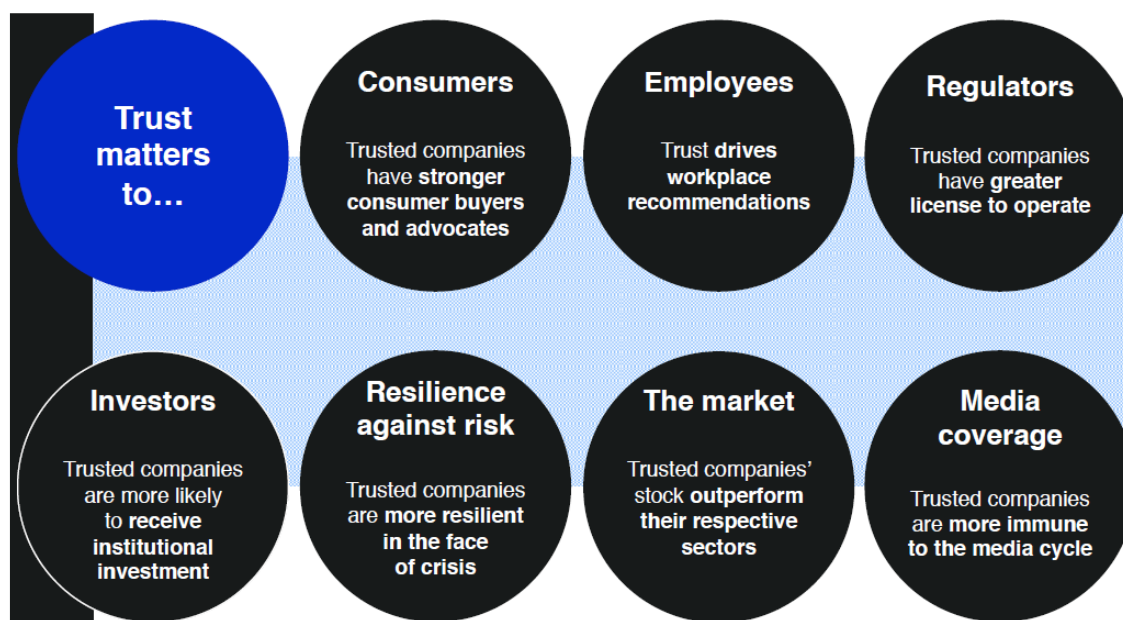 Trust
matters
to…
Consumers
Trusted companies
have stronger
consumer buyers
and advocates
Employees
Trust drives
workplace
recommendations
Regulators
Trusted companies
have greater
license to operate
Investors
Trusted companies
are more likely
to receive
institutional
investment
Resilience
against risk
Trusted companies
are more resilient
in the face
of crisis
The market
Trusted companies’
stock outperform
their respective
sectors
Media
coverage
Trusted companies
are more immune
to the media cycle